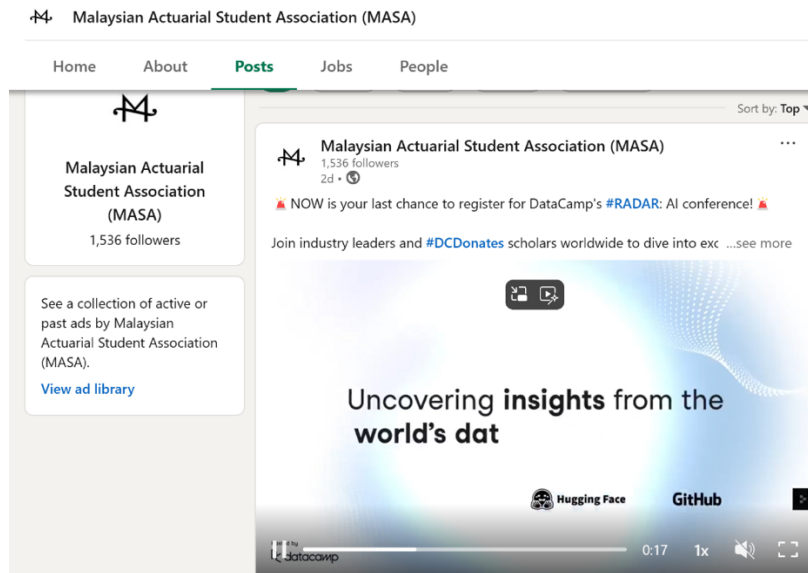 Malaysian Actuarial Student Association (MASA)
Home About Posts Jobs People
Sort by: Top
Malaysian Actuarial
Student Association
(MASA)
1,536 followers
See a collection of active or
past ads by Malaysian
Actuarial Student Association
(MASA).
View ad library
Malaysian Actuarial Student Association (MASA)
1,536 followers
2d •
NOW is your last chance to register for DataCamp's #RADAR: AI conference!
Join industry leaders and #DCDonates scholars worldwide to dive into exc ...see more
Uncovering insights from the
world's dat
Hugging Face GitHub
by
datacamp
0:17 1x